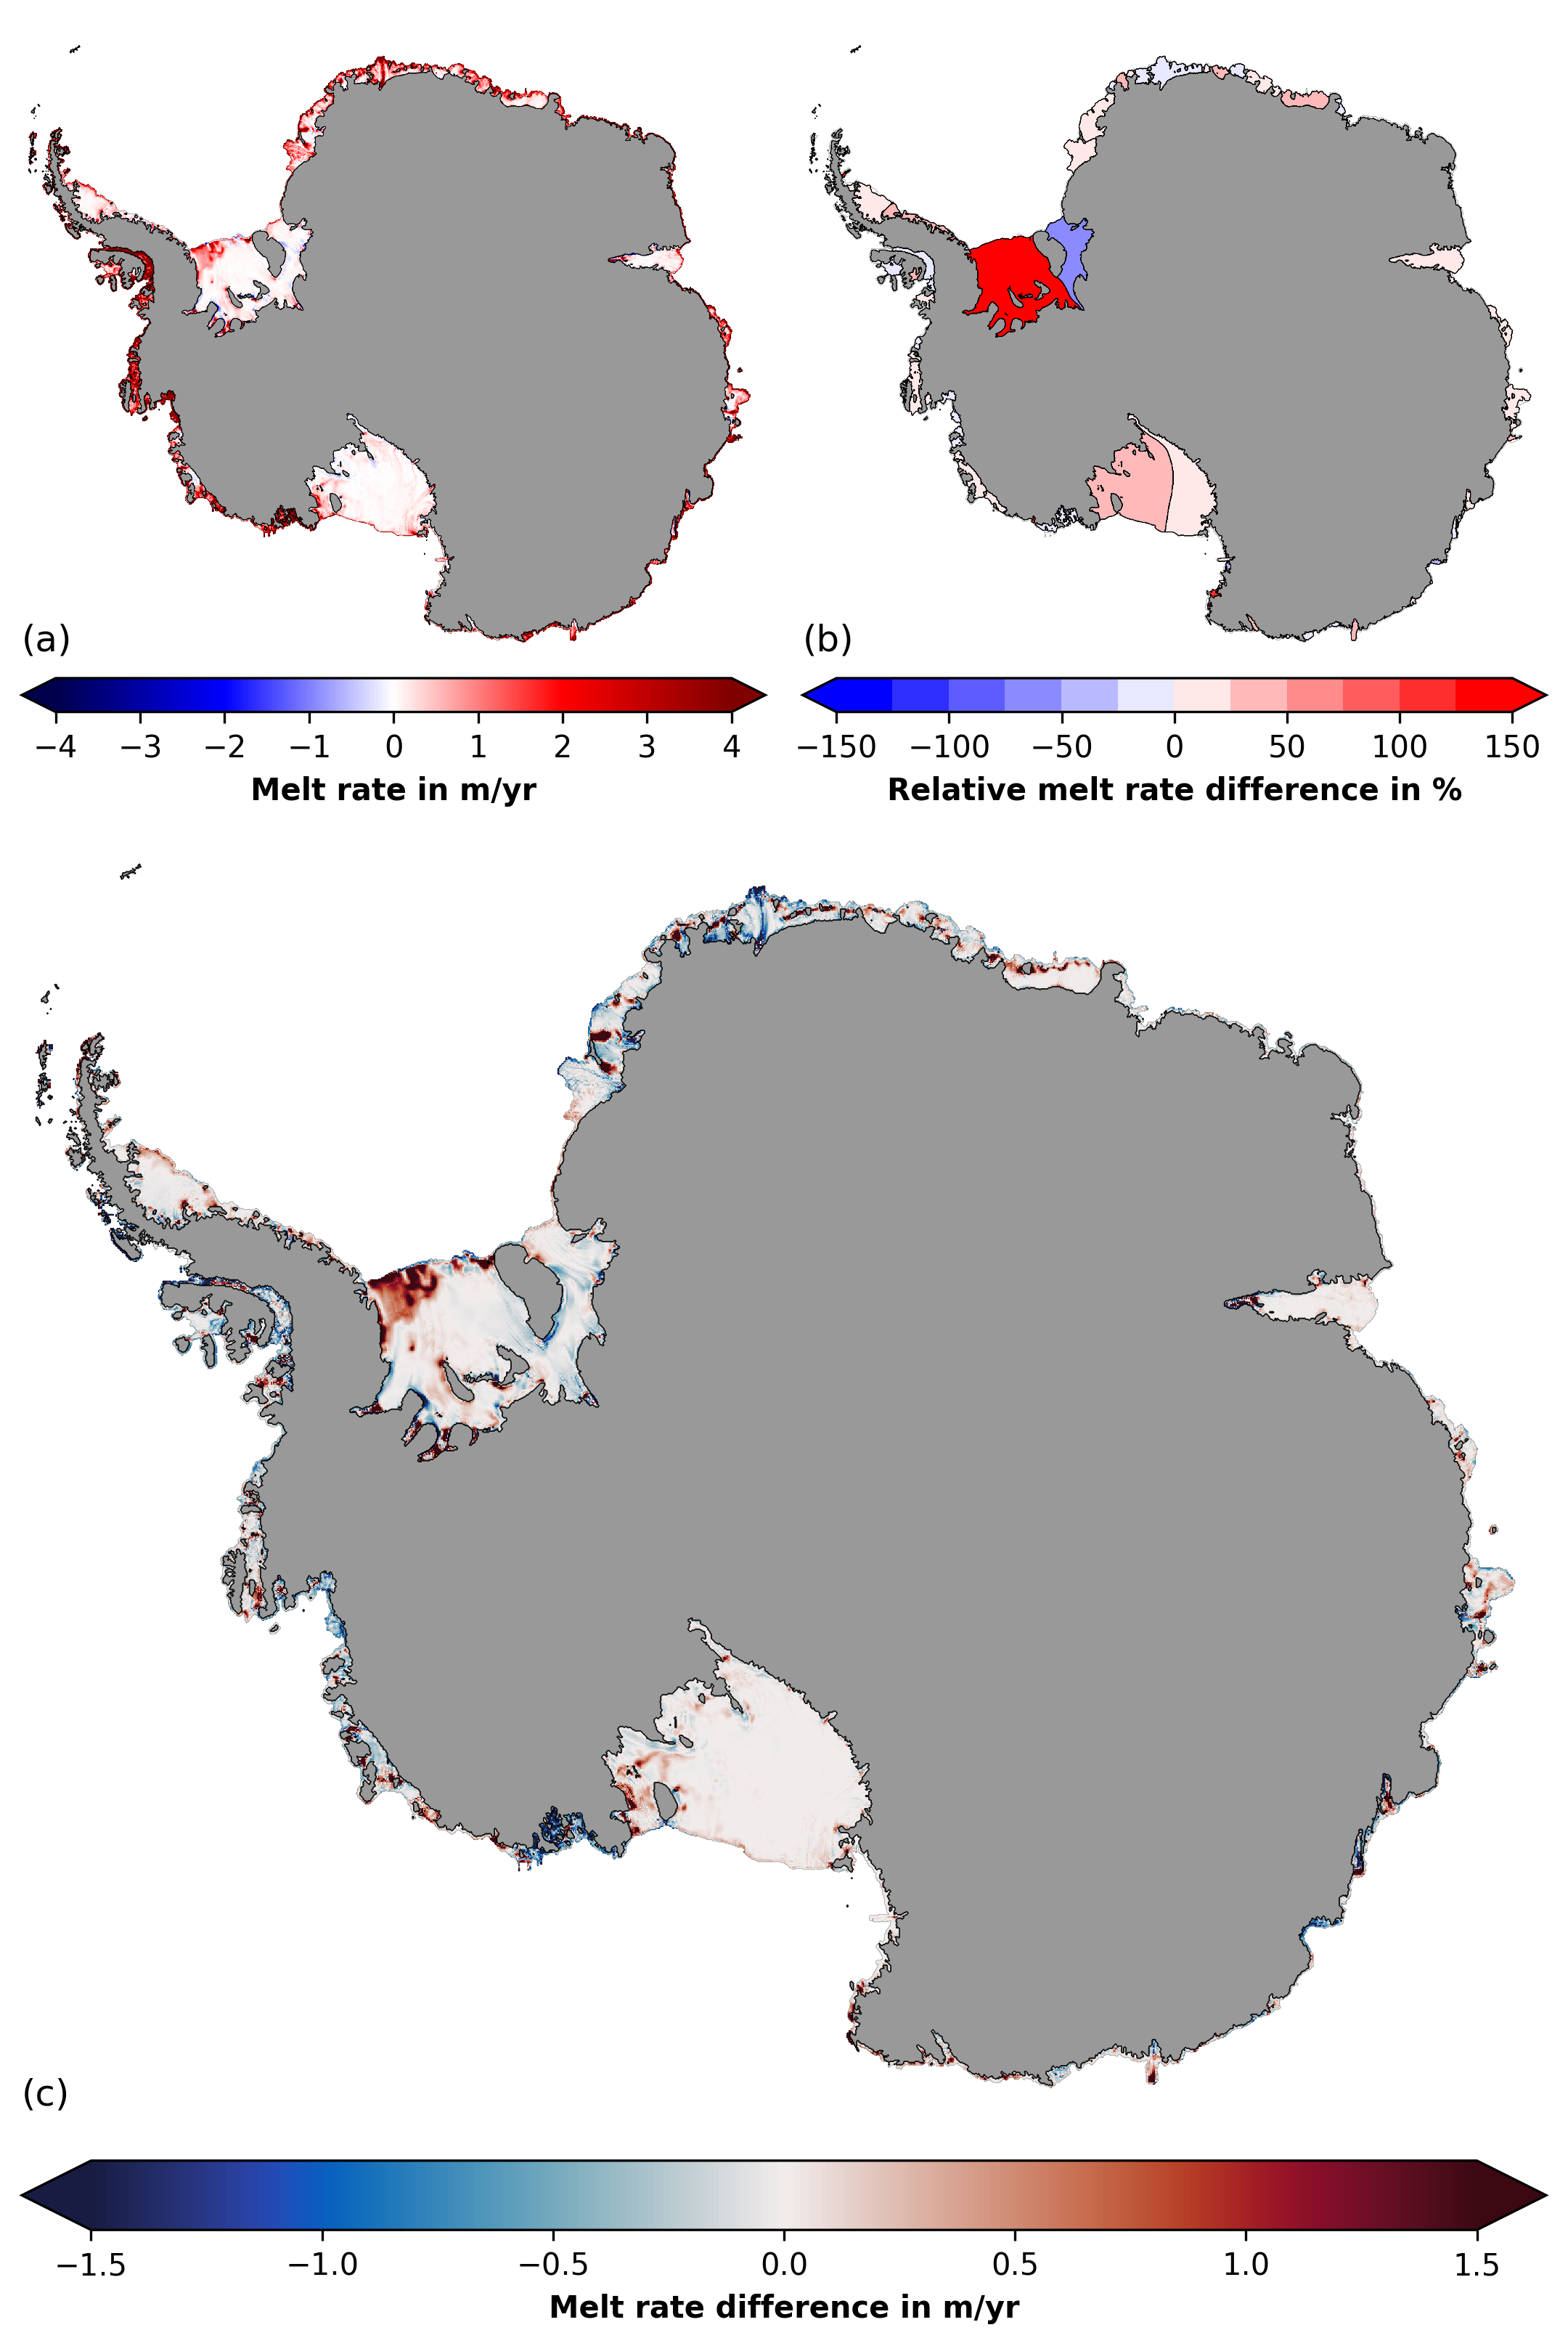 (a)
(b)
−4 −3 −2 −1 0 1 2 3 4
Melt rate in m/yr
−150 −100 −50 0 50 100 150
Relative melt rate difference in %
(c)
−1.5 −1.0 −0.5 0.0 0.5 1.0 1.5
Melt rate difference in m/yr